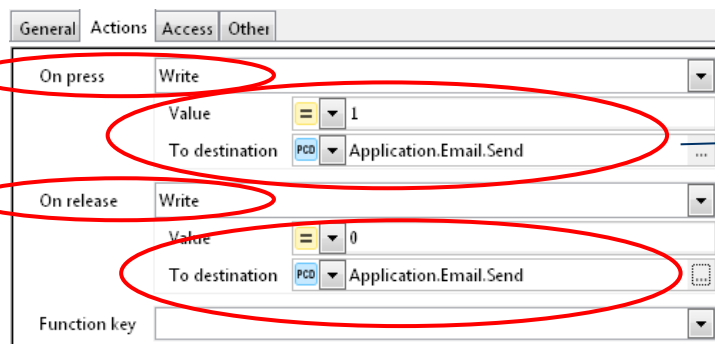 General Actions Access Other
On press Write
Value = 1
To destination PCD Application.Email.Send ...
On release Write
Value = 0
To destination PCD Application.Email.Send ...
Function key